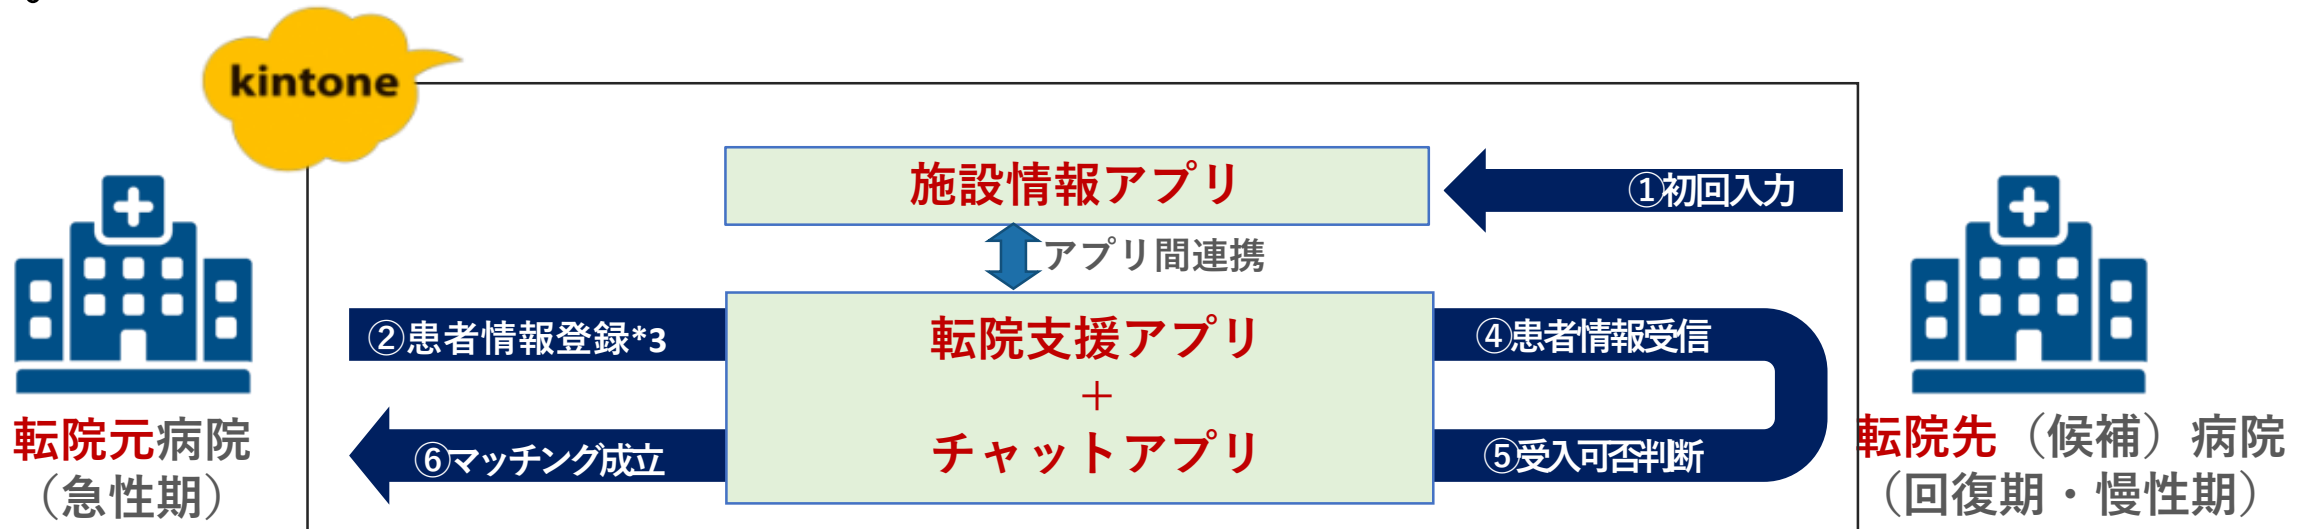 kintone
施設情報アプリ
①初回入力
アプリ間連携
②患者情報登録*3
転院支援アプリ
＋
チャットアプリ
④患者情報受信
⑤受入可否判断
⑥マッチング成立
転院元病院
（急性期）
転院先（候補）病院
（回復期・慢性期）